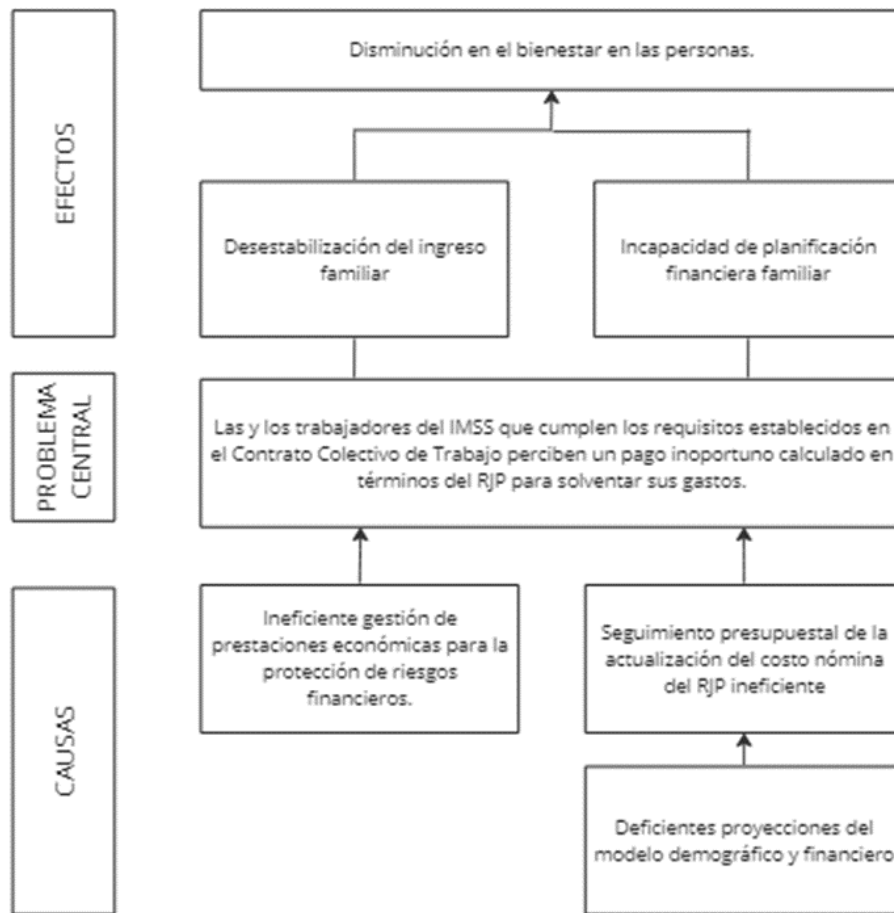 EFECTOS
Disminución en el bienestar en las personas.
Desestabilización del ingreso
familiar
Incapacidad de planificación
financiera familiar
PROBLEMA
CENTRAL
Las y los trabajadores del IMSS que cumplen los requisitos establecidos en
el Contrato Colectivo de Trabajo perciben un pago inoportuno calculado en
términos del RJP para solventar sus gastos.
CAUSAS
Ineficiente gestión de
prestaciones económicas para la
protección de riesgos
financieros.
Seguimiento presupuestal de la
actualización del costo nómina
del RJP ineficiente
Deficientes proyecciones del
modelo demográfico y financiero